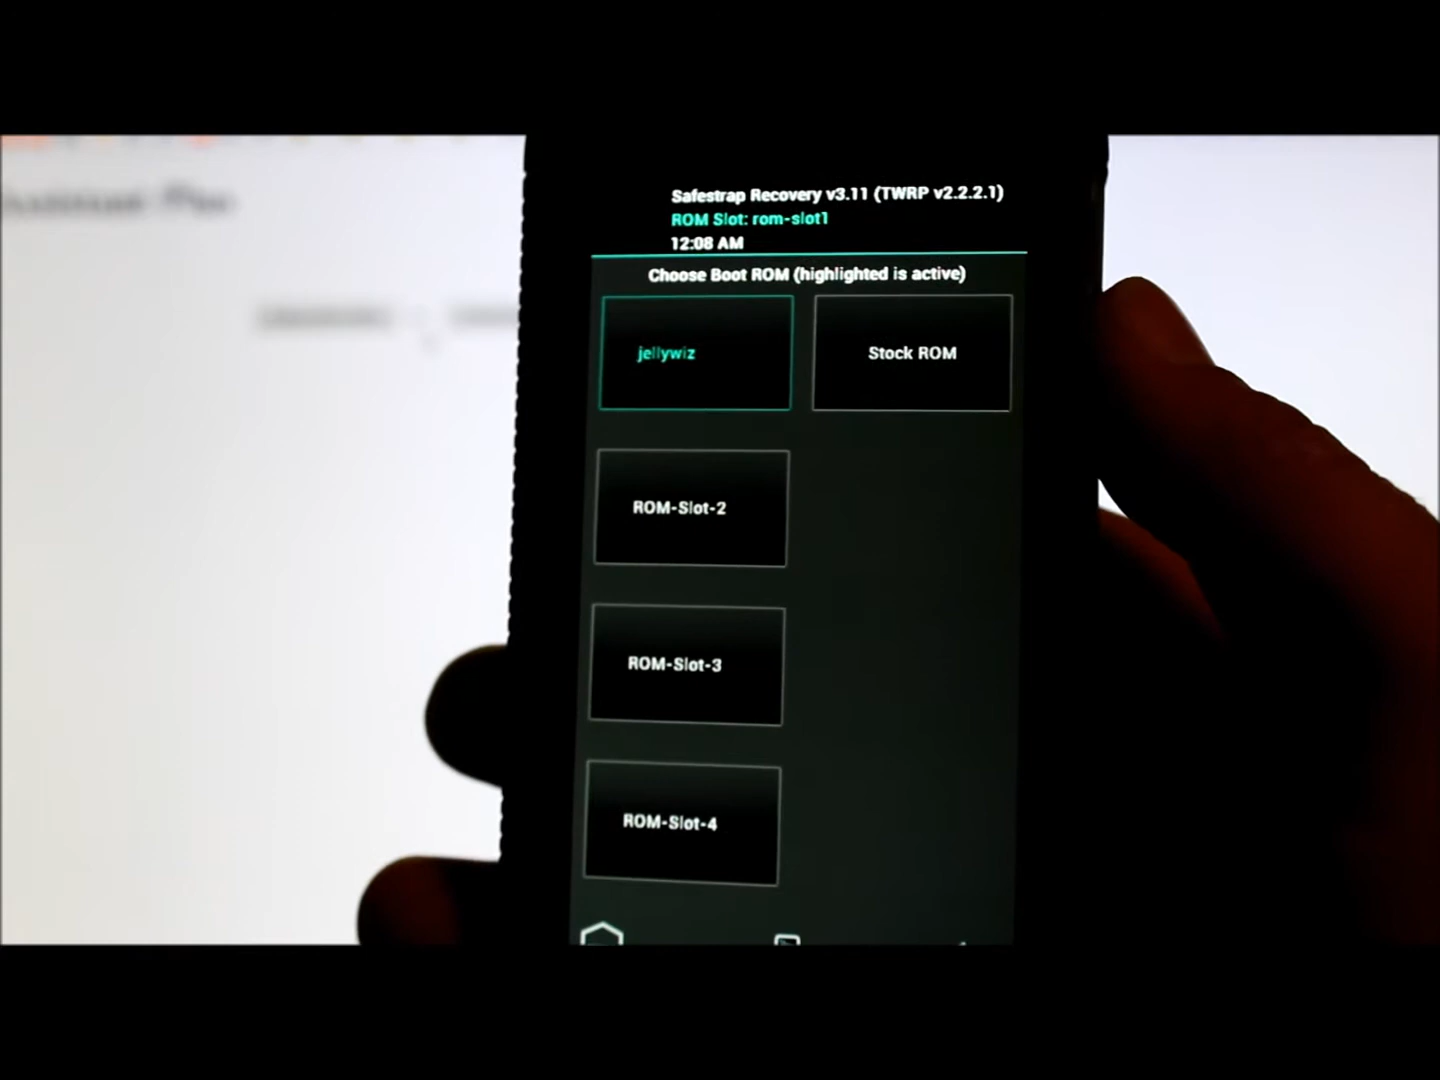 Safestrap Recovery v3.11 (TWRP v2.2.2.1)
ROM Slot: rom-slot1
12:08 AM
Choose Boot ROM (highlighted is active)
jellywiz
Stock ROM
ROM-Slot-2
ROM-Slot-3
ROM-Slot-4